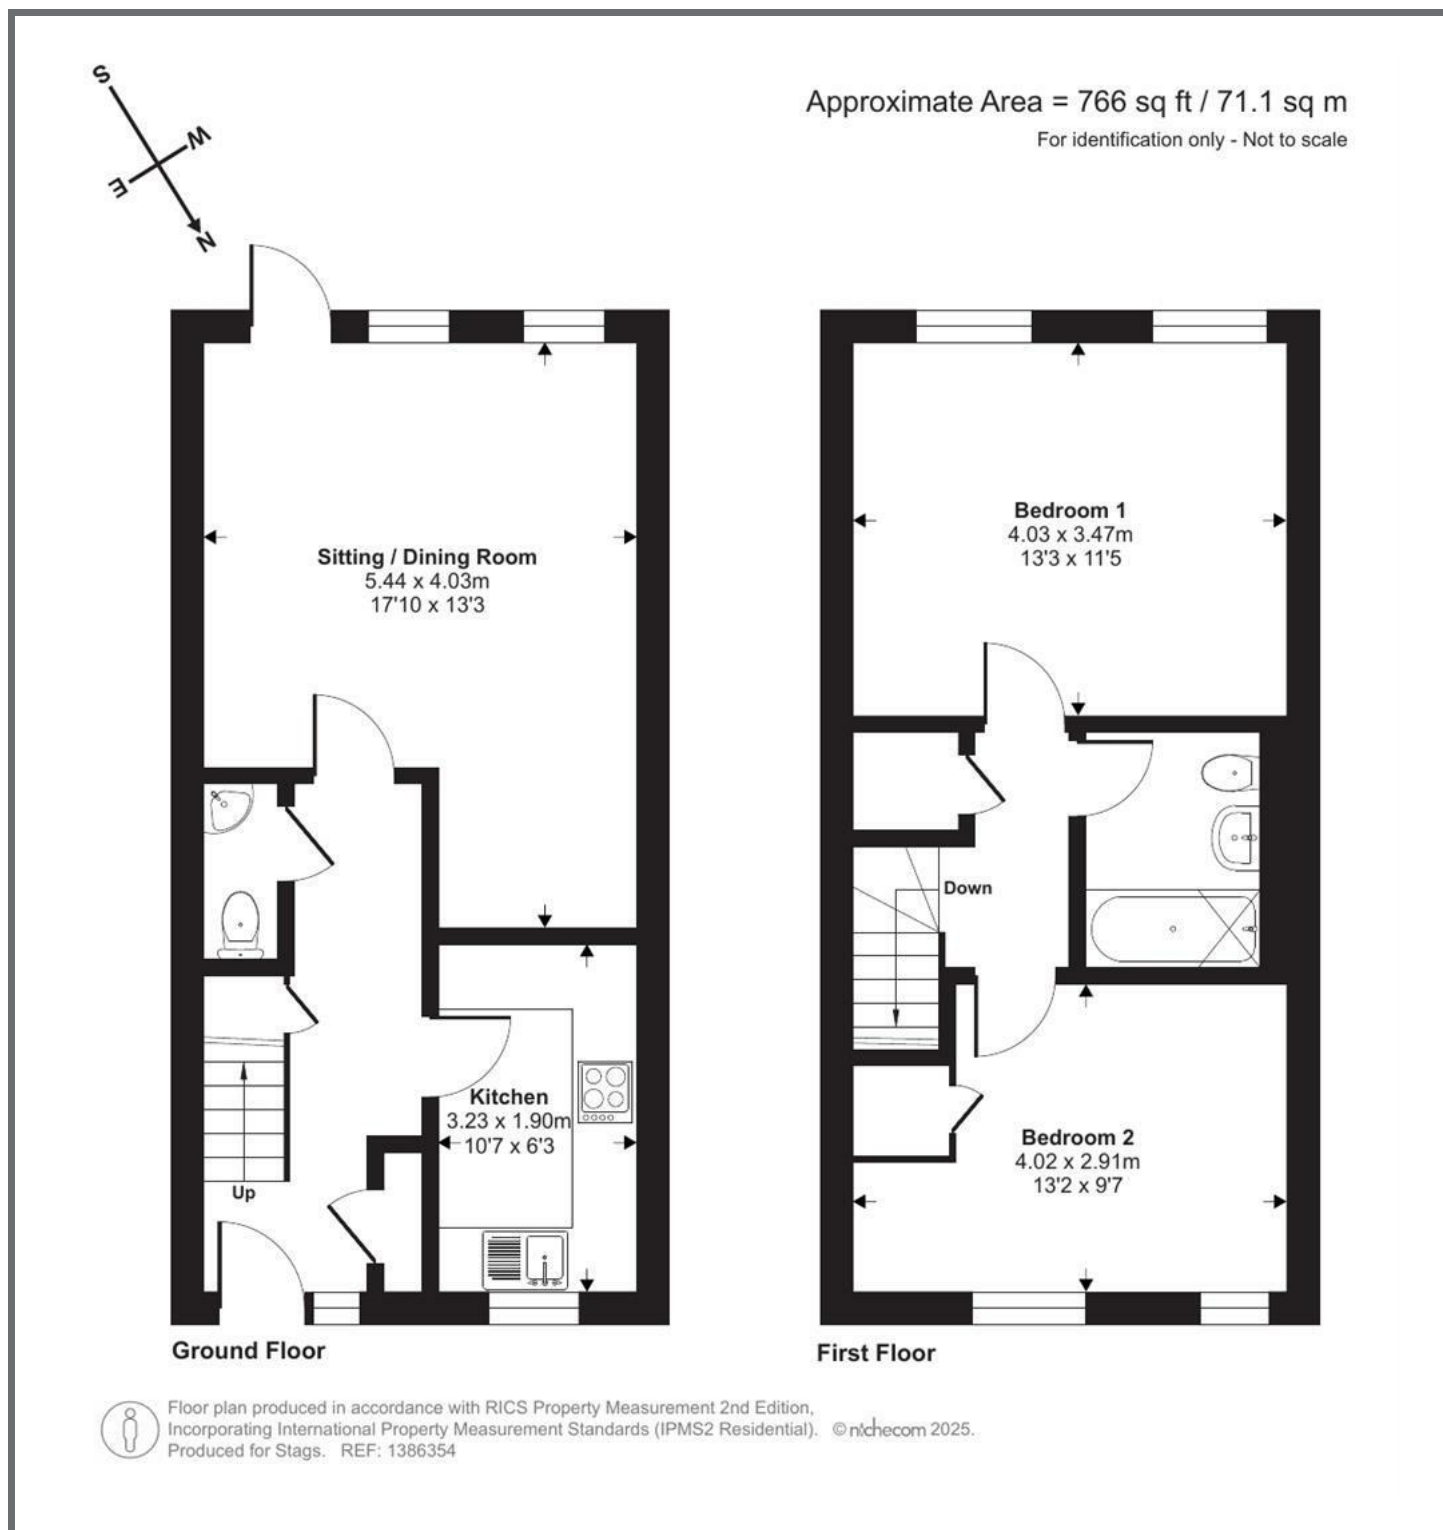 S
W
E
N
Approximate Area = 766 sq ft / 71.1 sq m
For identification only - Not to scale
Sitting / Dining Room
5.44 x 4.03m
17'10 x 13'3
Kitchen
3.23 x 1.90m
10'7 x 6'3
Up
Ground Floor
Bedroom 1
4.03 x 3.47m
13'3 x 11'5
Down
Bedroom 2
4.02 x 2.91m
13'2 x 9'7
First Floor
Floor plan produced in accordance with RICS Property Measurement 2nd Edition,
Incorporating International Property Measurement Standards (IPMS2 Residential). © nichecom 2025.
Produced for Stags. REF: 1386354